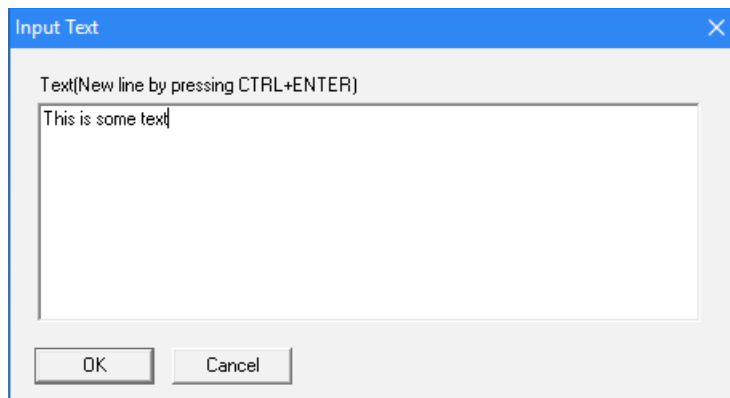 Input Text
Text(New line by pressing CTRL+ENTER)
This is some text
OK
Cancel